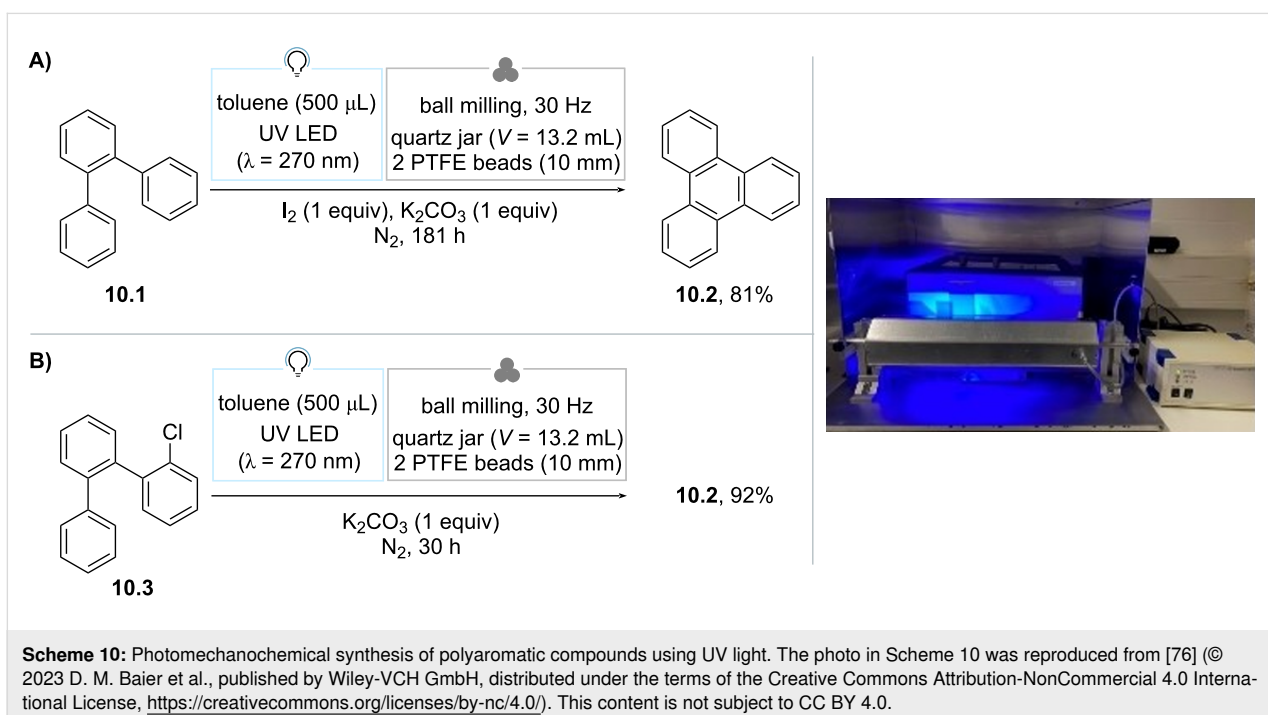 A)
toluene (500 μL)
UV LED
(λ = 270 nm)
ball milling, 30 Hz
quartz jar (V = 13.2 mL)
2 PTFE beads (10 mm)
I₂ (1 equiv), K₂CO₃ (1 equiv)
N₂, 181 h
10.1
10.2, 81%
B)
toluene (500 μL)
UV LED
(λ = 270 nm)
ball milling, 30 Hz
quartz jar (V = 13.2 mL)
2 PTFE beads (10 mm)
Cl
K₂CO₃ (1 equiv)
N₂, 30 h
10.3
10.2, 92%
Scheme 10: Photomechanochemical synthesis of polyaromatic compounds using UV light. The photo in Scheme 10 was reproduced from [76] (©
2023 D. M. Baier et al., published by Wiley-VCH GmbH, distributed under the terms of the Creative Commons Attribution-NonCommercial 4.0 Interna-
tional License, https://creativecommons.org/licenses/by-nc/4.0/). This content is not subject to CC BY 4.0.